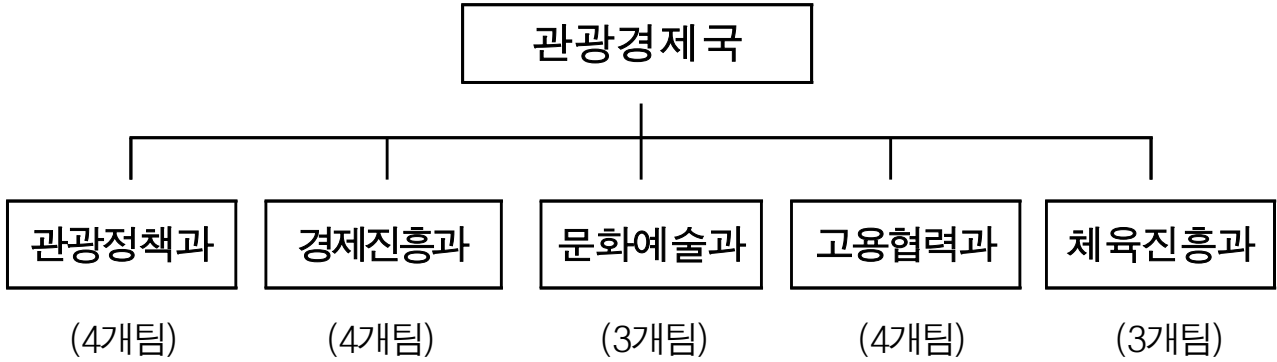 관광경제국
관광정책과 경제진흥과 문화예술과 고용협력과 체육진흥과
(4개팀) (4개팀) (3개팀) (4개팀) (3개팀)